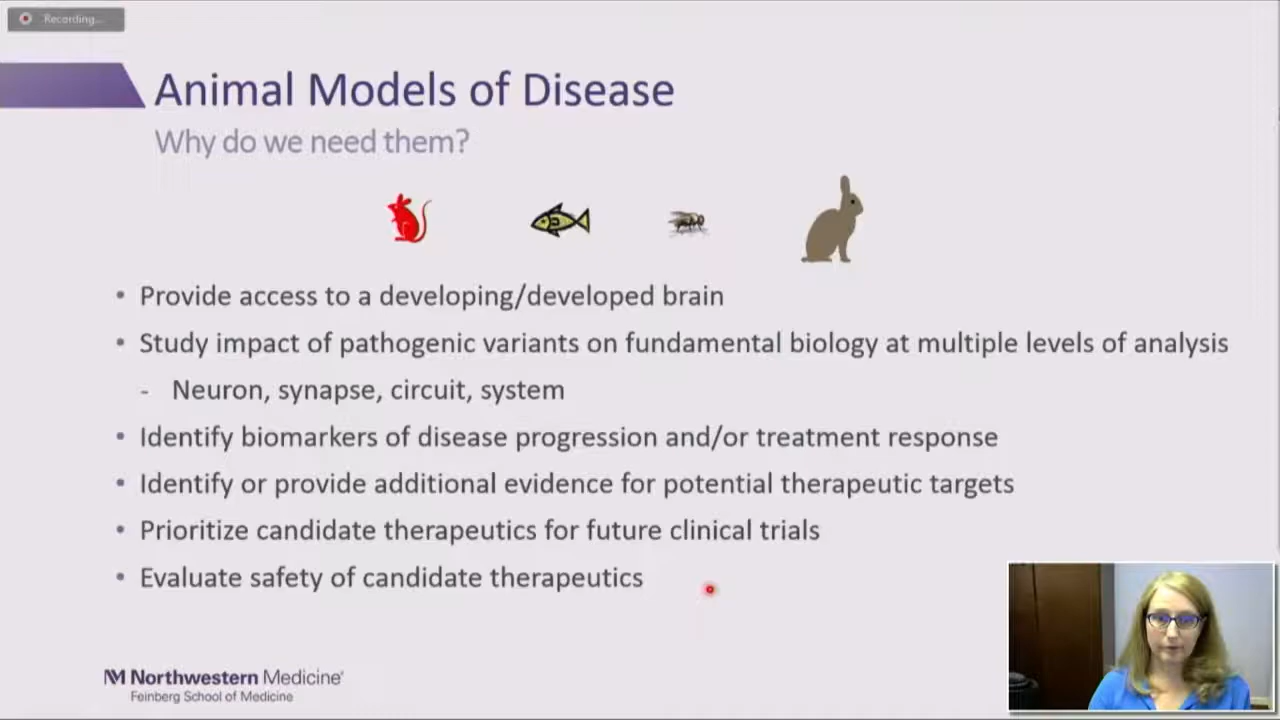 Recording...
Animal Models of Disease
Why do we need them?
• Provide access to a developing/developed brain
• Study impact of pathogenic variants on fundamental biology at multiple levels of analysis
- Neuron, synapse, circuit, system
• Identify biomarkers of disease progression and/or treatment response
• Identify or provide additional evidence for potential therapeutic targets
• Prioritize candidate therapeutics for future clinical trials
• Evaluate safety of candidate therapeutics
M Northwestern Medicine®
Feinberg School of Medicine